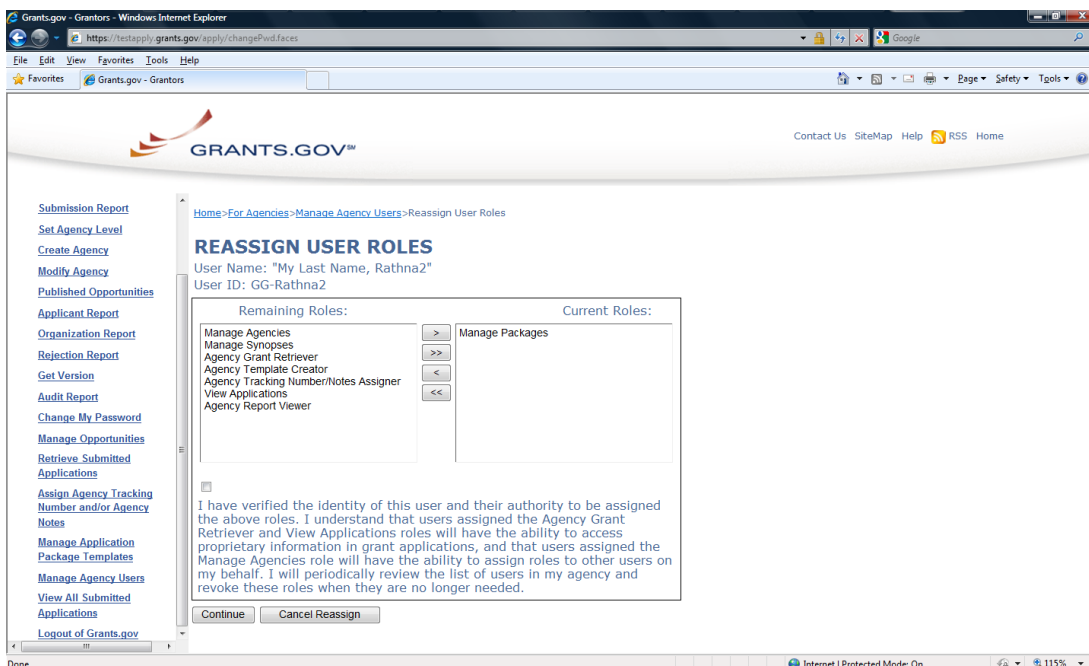 Grants.gov - Grantors - Windows Internet Explorer
https://testapply.grants.gov/apply/changePwd.faces
Google
File Edit View Favorites Tools Help
Favorites
Grants.gov - Grantors
Page Safety Tools
GRANTS.GOV℠
Contact Us SiteMap Help RSS Home
Submission Report
Set Agency Level
Create Agency
Modify Agency
Published Opportunities
Applicant Report
Organization Report
Rejection Report
Get Version
Audit Report
Change My Password
Manage Opportunities
Retrieve Submitted
Applications
Assign Agency Tracking
Number and/or Agency
Notes
Manage Application
Package Templates
Manage Agency Users
View All Submitted
Applications
Logout of Grants.gov
Home>For Agencies>Manage Agency Users>Reassign User Roles
REASSIGN USER ROLES
User Name: "My Last Name, Rathna2"
User ID: GG-Rathna2
Remaining Roles:
Manage Agencies
Manage Synopses
Agency Grant Retriever
Agency Template Creator
Agency Tracking Number/Notes Assigner
View Applications
Agency Report Viewer
>
>>
<
<<
Current Roles:
Manage Packages
I have verified the identity of this user and their authority to be assigned
the above roles. I understand that users assigned the Agency Grant
Retriever and View Applications roles will have the ability to access
proprietary information in grant applications, and that users assigned the
Manage Agencies role will have the ability to assign roles to other users on
my behalf. I will periodically review the list of users in my agency and
revoke these roles when they are no longer needed.
Continue
Cancel Reassign
Done
Internet | Protected Mode: On
115%